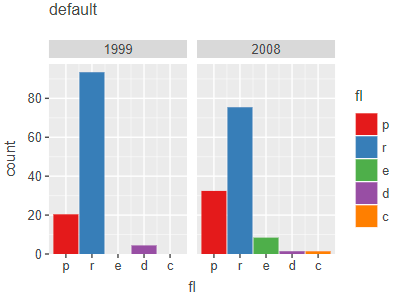 default
1999 2008
fl
p
r
e
d
c
80
60
40
20
0
count
p r e d c p r e d c
fl